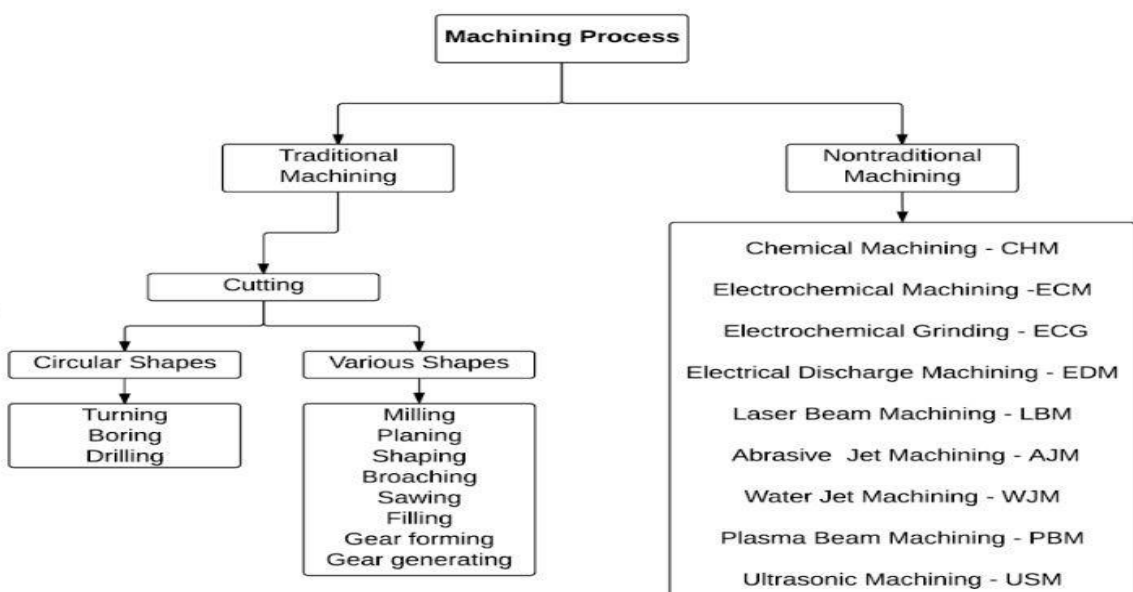 Machining Process
Traditional
Machining
Nontraditional
Machining
Cutting
Circular Shapes
Various Shapes
Turning
Boring
Drilling
Milling
Planing
Shaping
Broaching
Sawing
Filling
Gear forming
Gear generating
Chemical Machining - CHM
Electrochemical Machining -ECM
Electrochemical Grinding - ECG
Electrical Discharge Machining - EDM
Laser Beam Machining - LBM
Abrasive Jet Machining - AJM
Water Jet Machining - WJM
Plasma Beam Machining - PBM
Ultrasonic Machining - USM